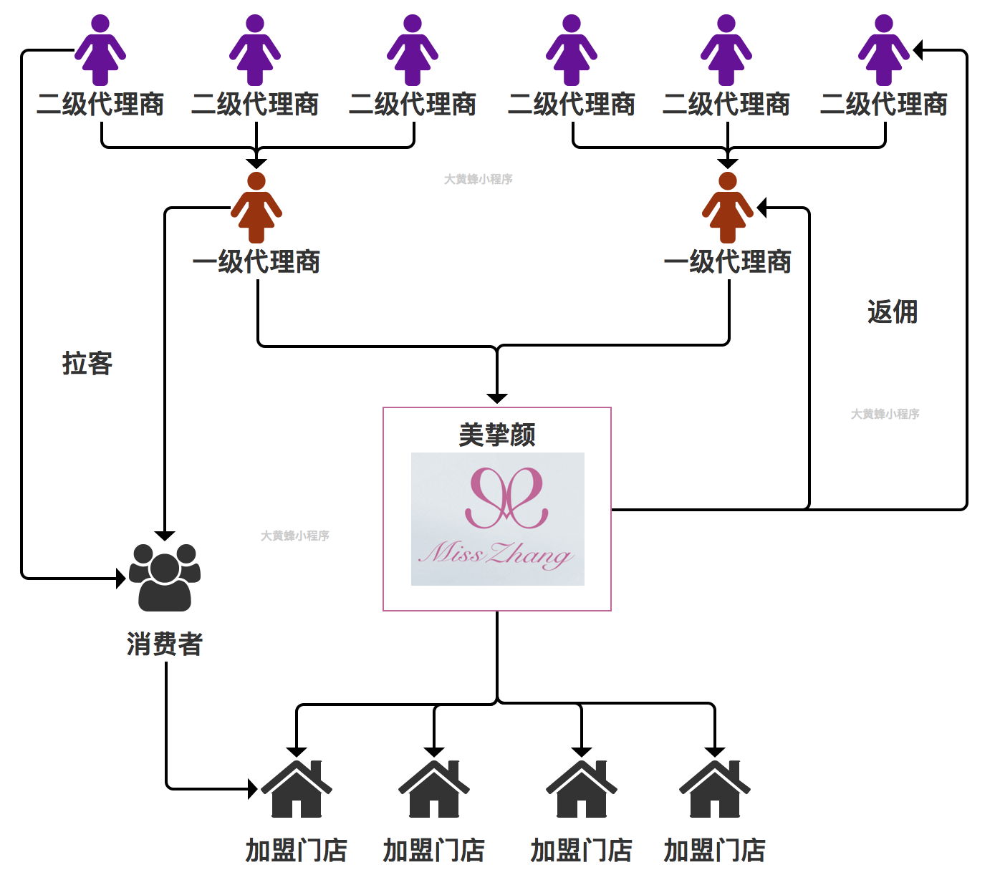 二级代理商
二级代理商
二级代理商
二级代理商
二级代理商
二级代理商
大黄蜂小程序
一级代理商
一级代理商
返佣
拉客
大黄蜂小程序
美挚颜
Miss Zhang
大黄蜂小程序
消费者
加盟门店
加盟门店
加盟门店
加盟门店